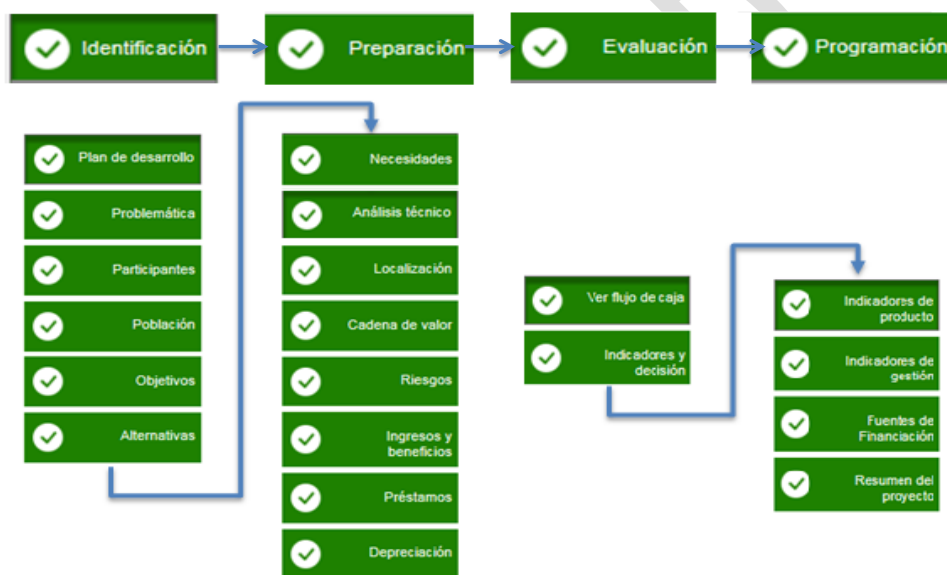 Identificación
Preparación
Evaluación
Programación
Plan de desarrollo
Problemática
Participantes
Población
Objetivos
Alternativas
Necesidades
Análisis técnico
Localización
Cadena de valor
Riesgos
Ingresos y
beneficios
Préstamos
Depreciación
Ver flujo de caja
Indicadores y
decisión
Indicadores de
producto
Indicadores de
gestión
Fuentes de
Financiación
Resumen del
proyecto